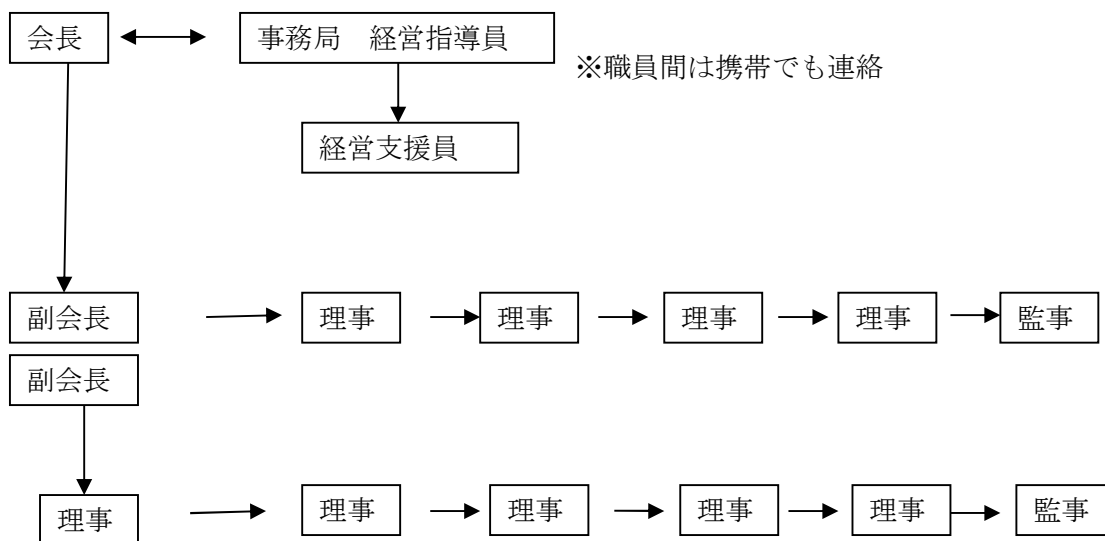 会長
事務局　経営指導員
※職員間は携帯でも連絡
経営支援員
副会長
理事
理事
理事
理事
監事
副会長
理事
理事
理事
理事
理事
監事